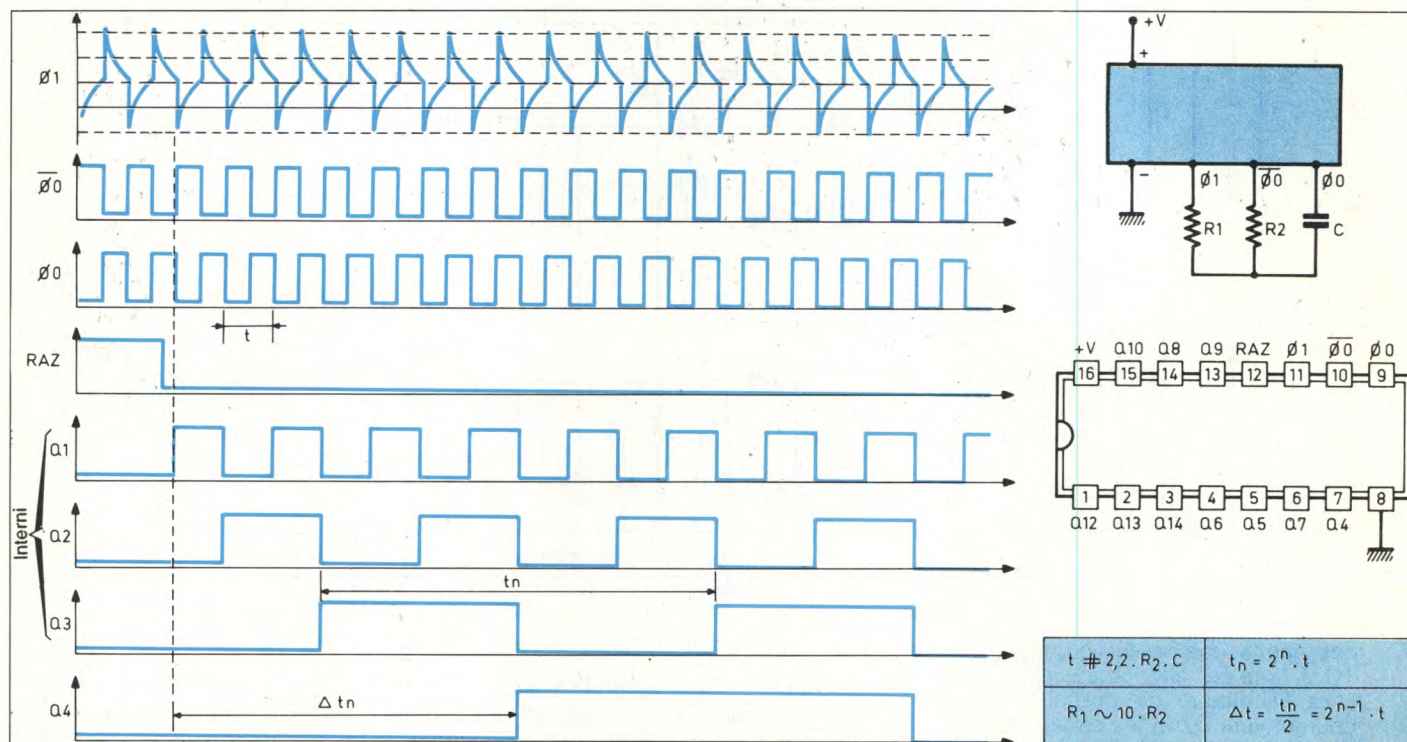 Ø1
Ø0
Ø0
t
RAZ
Interni
Q1
Q2
tn
Q3
Δtn
Q4
+V
+
-
Ø1 Ø0 Ø0
R1 R2 C
+V Q10 Q8 Q9 RAZ Ø1 Ø0 Ø0
16 15 14 13 12 11 10 9
1 2 3 4 5 6 7 8
Q12 Q13 Q14 Q6 Q5 Q7 Q4
t # 2,2. R₂. C
tₙ = 2ⁿ. t
R₁ ~ 10. R₂
Δt = tn/2 = 2ⁿ⁻¹. t